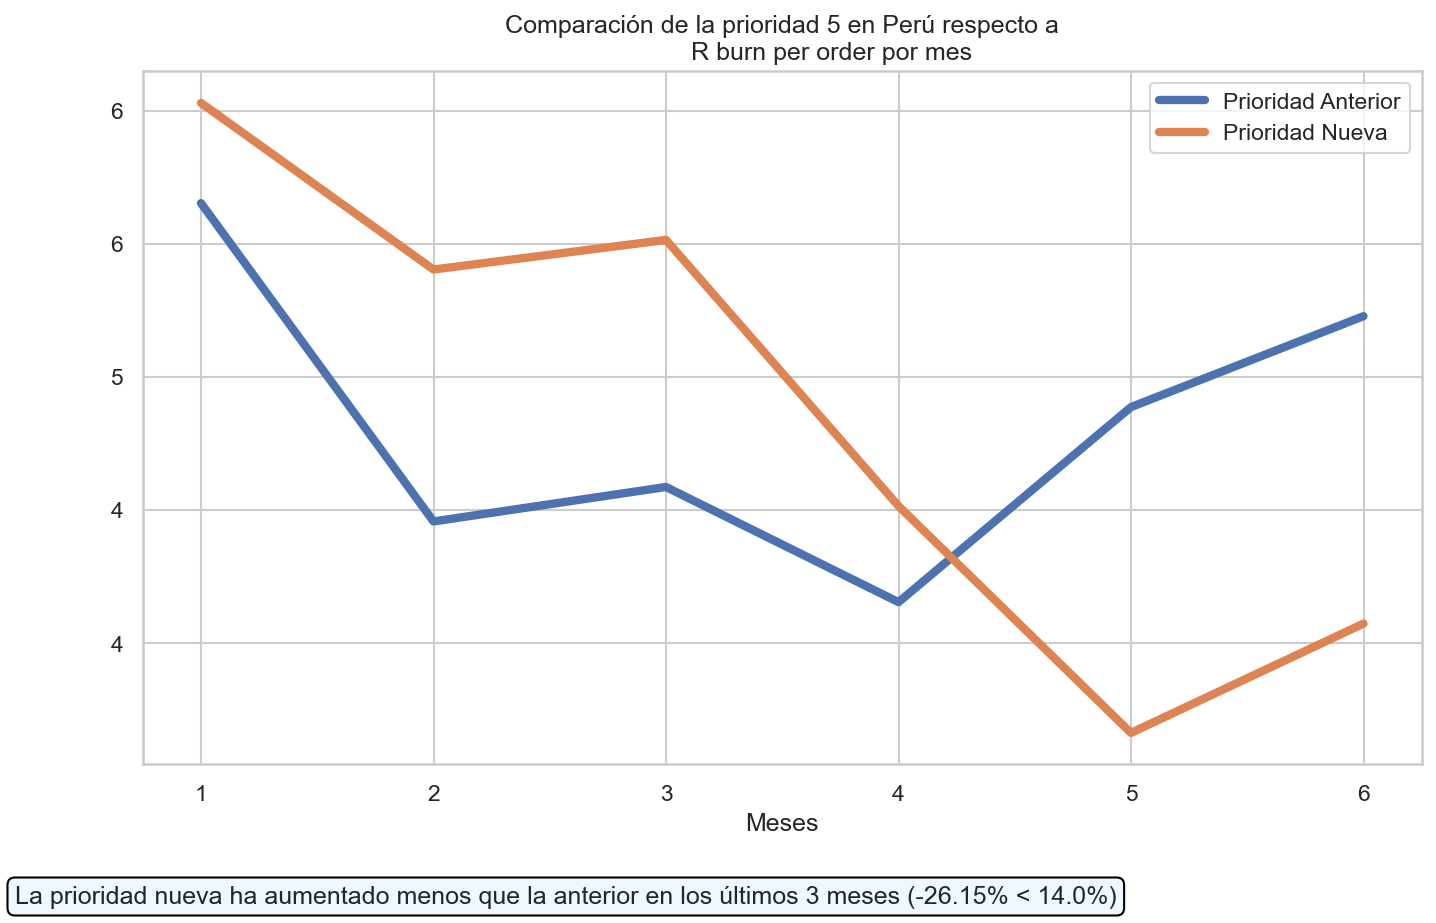 Comparación de la prioridad 5 en Perú respecto a
R burn per order por mes
Prioridad Anterior
Prioridad Nueva
6
6
5
4
4
1 2 3 4 5 6
Meses
La prioridad nueva ha aumentado menos que la anterior en los últimos 3 meses (-26.15% < 14.0%)